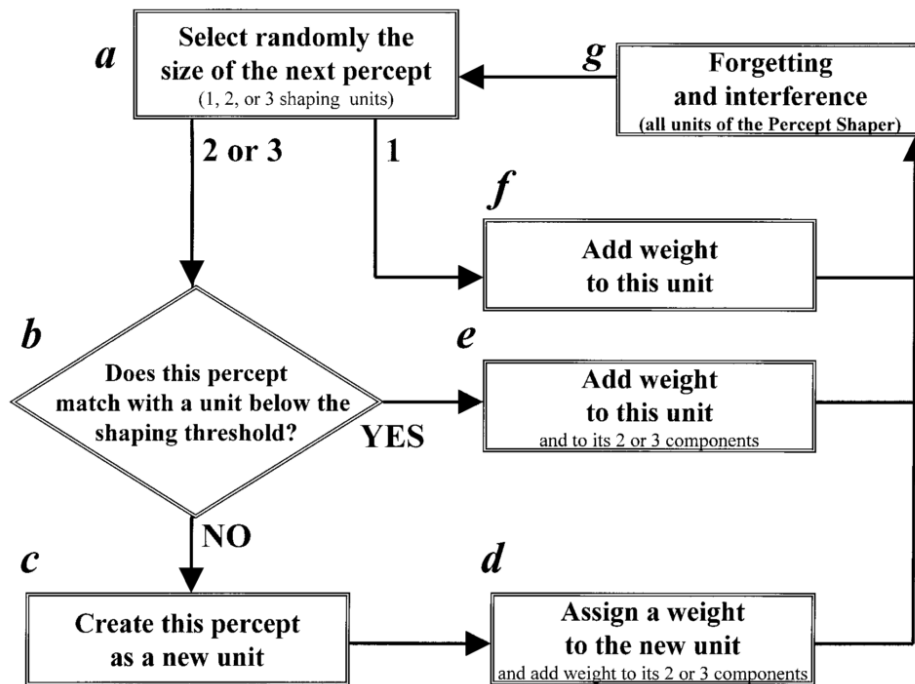 a
Select randomly the
size of the next percept
(1, 2, or 3 shaping units)
g
Forgetting
and interference
(all units of the Percept Shaper)
2 or 3
1
f
Add weight
to this unit
b
Does this percept
match with a unit below the
shaping threshold?
YES
e
Add weight
to this unit
and to its 2 or 3 components
NO
c
Create this percept
as a new unit
d
Assign a weight
to the new unit
and add weight to its 2 or 3 components